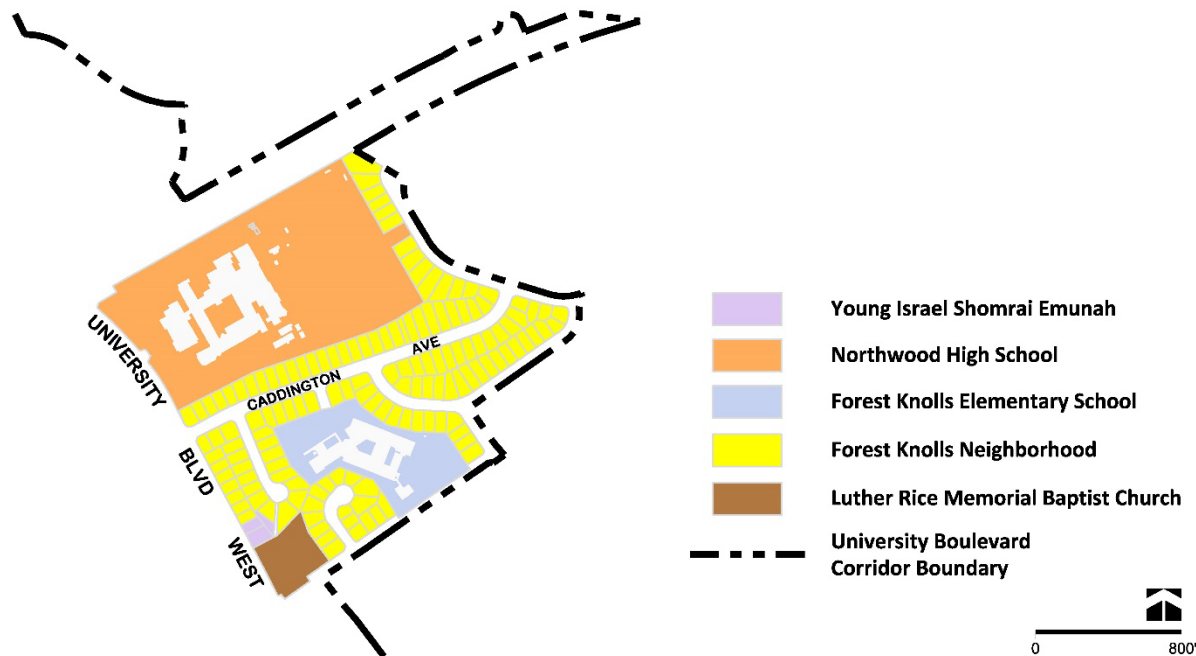 UNIVERSITY
BLVD
WEST
CADDINGTON
AVE
Young Israel Shomrai Emunah
Northwood High School
Forest Knolls Elementary School
Forest Knolls Neighborhood
Luther Rice Memorial Baptist Church
University Boulevard
Corridor Boundary
0
800'